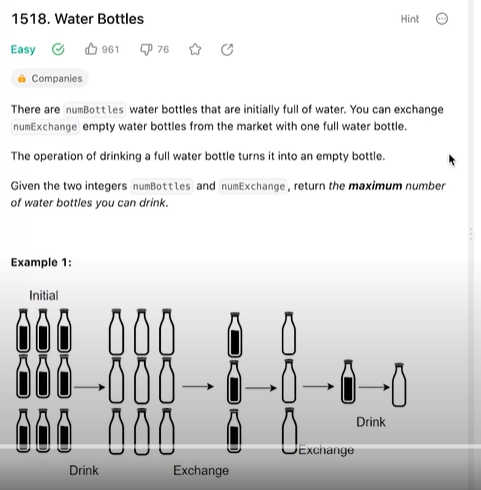 1518. Water Bottles
Hint
Easy 961 76
Companies
There are numBottles water bottles that are initially full of water. You can exchange
numExchange empty water bottles from the market with one full water bottle.
The operation of drinking a full water bottle turns it into an empty bottle.
Given the two integers numBottles and numExchange, return the maximum number
of water bottles you can drink.
Example 1:
Initial
Drink
Exchange
Drink
Exchange